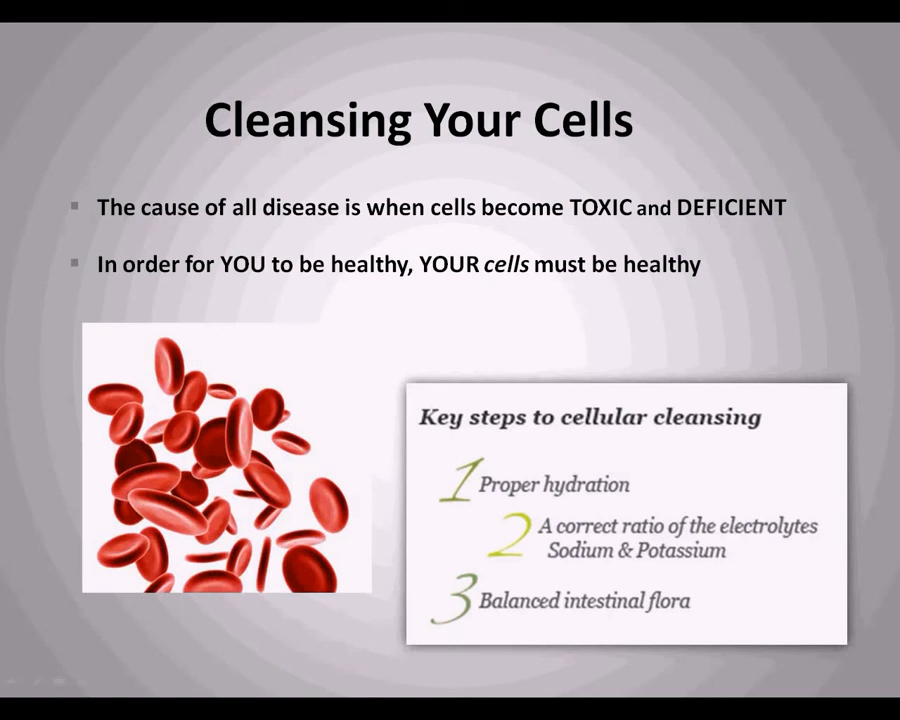 Cleansing Your Cells
The cause of all disease is when cells become TOXIC and DEFICIENT
In order for YOU to be healthy, YOUR cells must be healthy
Key steps to cellular cleansing
1 Proper hydration
2 A correct ratio of the electrolytes
Sodium & Potassium
3 Balanced intestinal flora